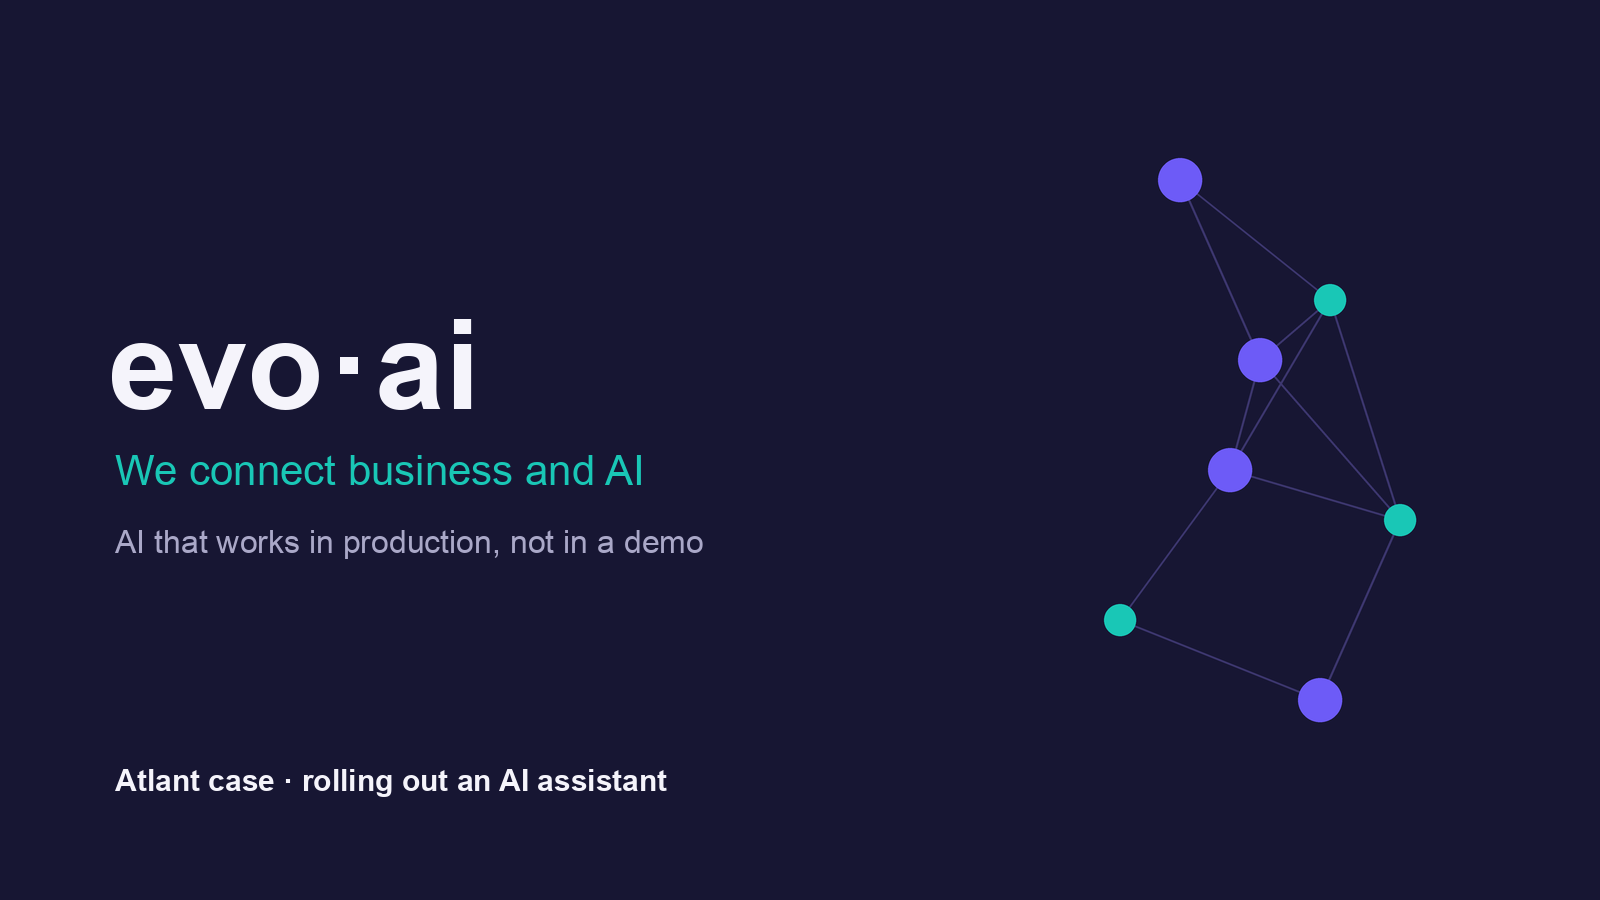 evo·ai
We connect business and AI
AI that works in production, not in a demo
Atlant case · rolling out an AI assistant